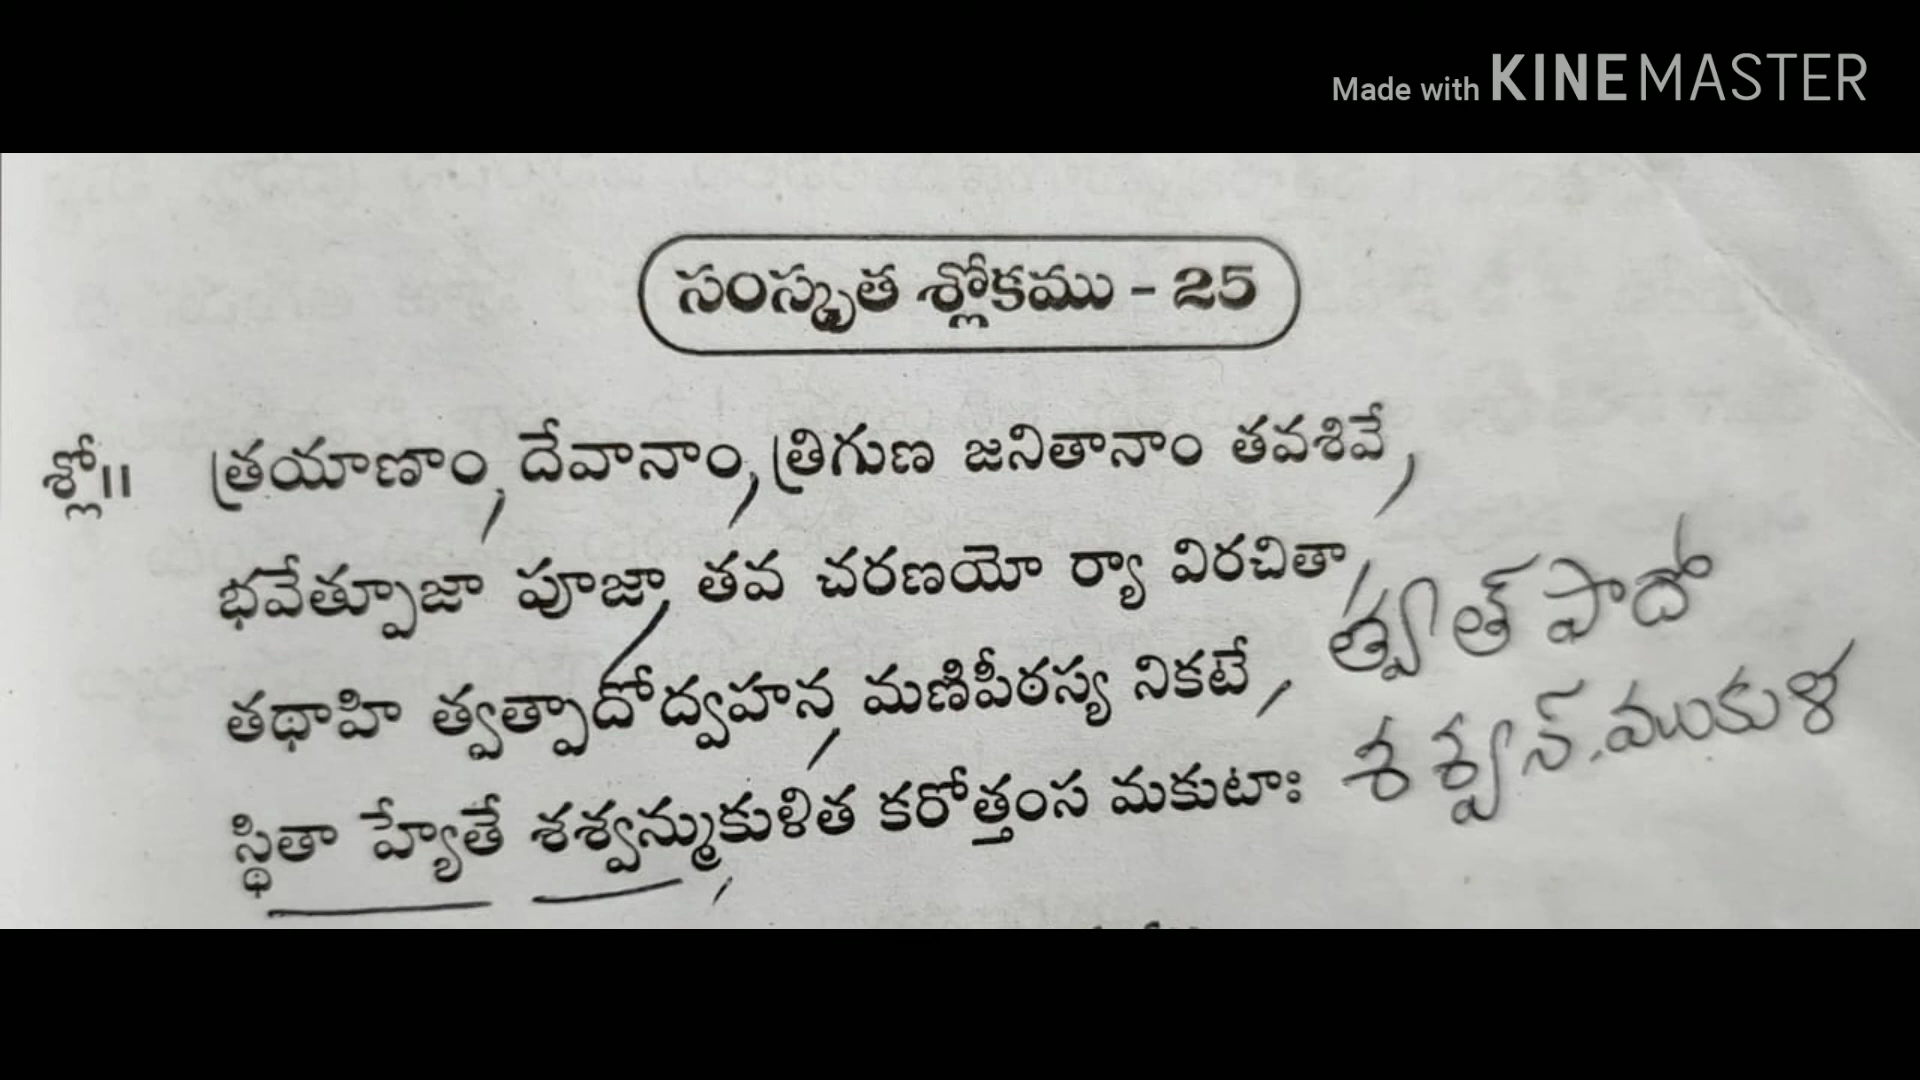 Made with KINEMASTER
సంస్కృత శ్లోకము - 25
శ్లో॥ త్రయాణాం, దేవానాం, త్రిగుణ జనితానాం తవశివే,
భవేత్పూజా పూజా, తవ చరణయో ర్యా విరచితా,
త్వత్ పాదో
తథాహి త్వత్పాదోద్వహన, మణిపీఠస్య నికటే,
శశ్వన్.ముకుళ
స్థితా హ్యేతే శశ్వన్ముకుళిత కరోత్తంస మకుటాః